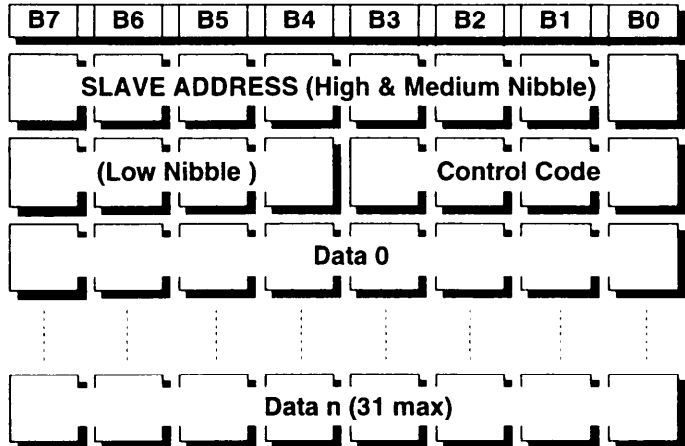 B7 B6 B5 B4 B3 B2 B1 B0
SLAVE ADDRESS (High & Medium Nibble)
(Low Nibble ) Control Code
Data 0
Data n (31 max)